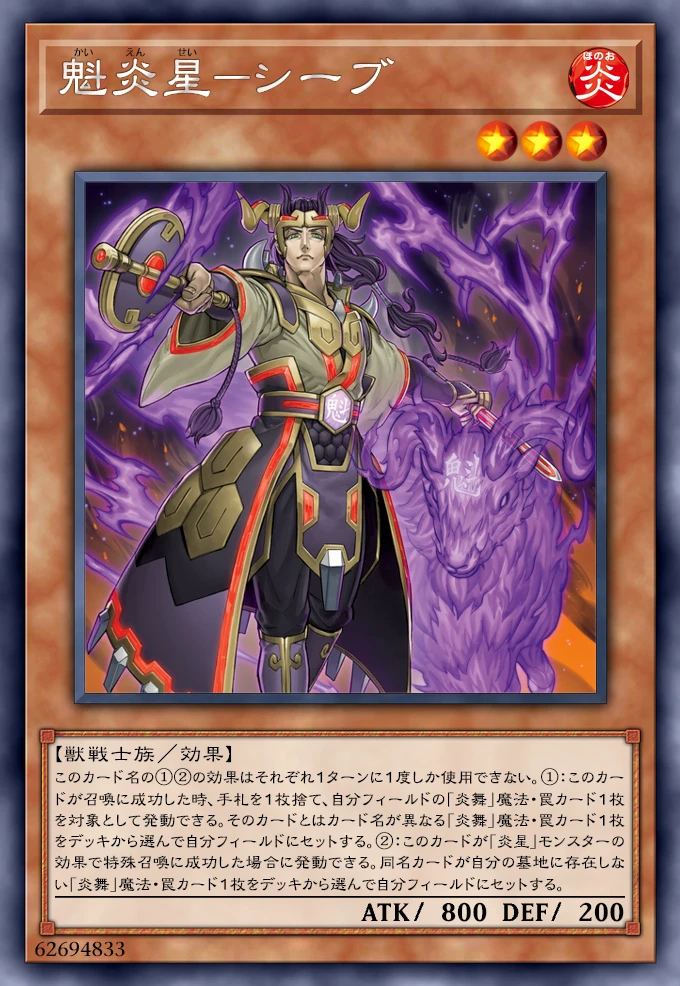 かい えん せい
魁炎星－シーブ
ほのお
炎
魁
魁
【獣戦士族／効果】
このカード名の①②の効果はそれぞれ1ターンに1度しか使用できない。①：このカー
ドが召喚に成功した時、手札を1枚捨て、自分フィールドの「炎舞」魔法・罠カード1枚
を対象として発動できる。そのカードとはカード名が異なる「炎舞」魔法・罠カード1枚
をデッキから選んで自分フィールドにセットする。②：このカードが「炎星」モンスターの
効果で特殊召喚に成功した場合に発動できる。同名カードが自分の墓地に存在しな
い「炎舞」魔法・罠カード1枚をデッキから選んで自分フィールドにセットする。
ATK/ 800 DEF/ 200
62694833